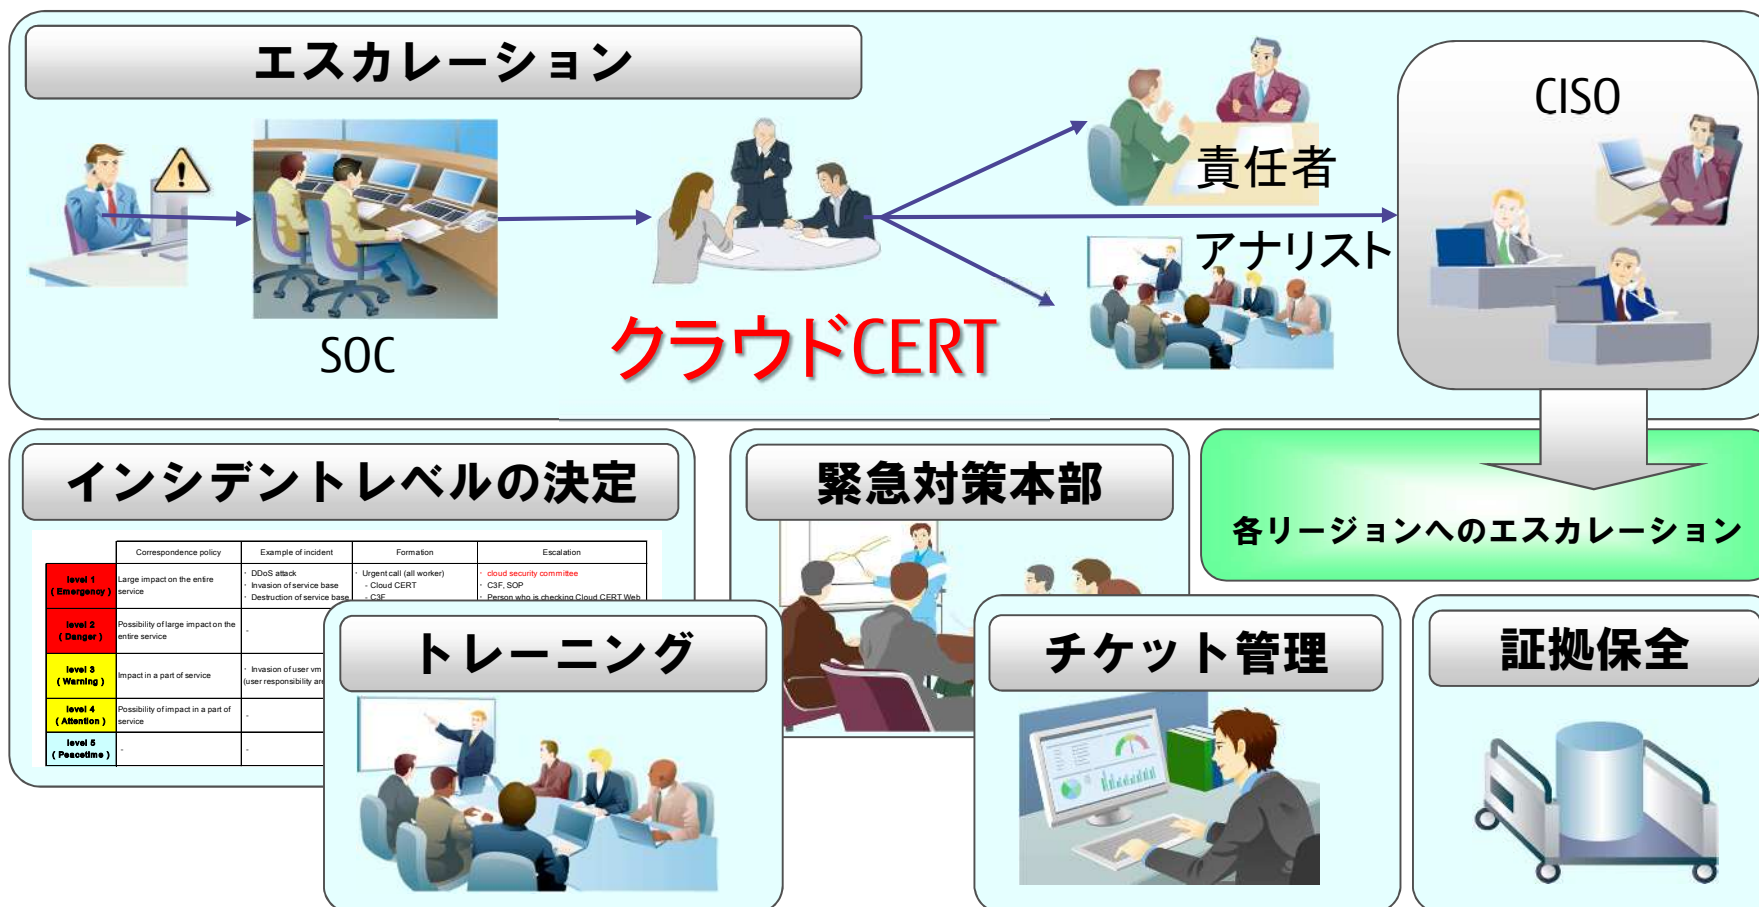 エスカレーション
CISO
責任者
アナリスト
SOC
クラウドCERT
インシデントレベルの決定
緊急対策本部
各リージョンへのエスカレーション
Correspondence policy
Example of incident
Formation
Escalation
level 1
( Emergency )
Large impact on the entire
service
・ DDoS attack
・ Invasion of service base
・ Destruction of service base
・ Urgent call (all worker)
- Cloud CERT
- C3F
・ cloud security committee
・ C3F, SOP
・ Person who is checking Cloud CERT Web
level 2
( Danger )
Possibility of large impact on the
entire service
-
level 3
( Warning )
Impact in a part of service
・ Invasion of user vm
(user responsibility
level 4
( Attention )
Possibility of impact in a part of
service
-
level 5
( Peacetime )
-
-
トレーニング
チケット管理
証拠保全